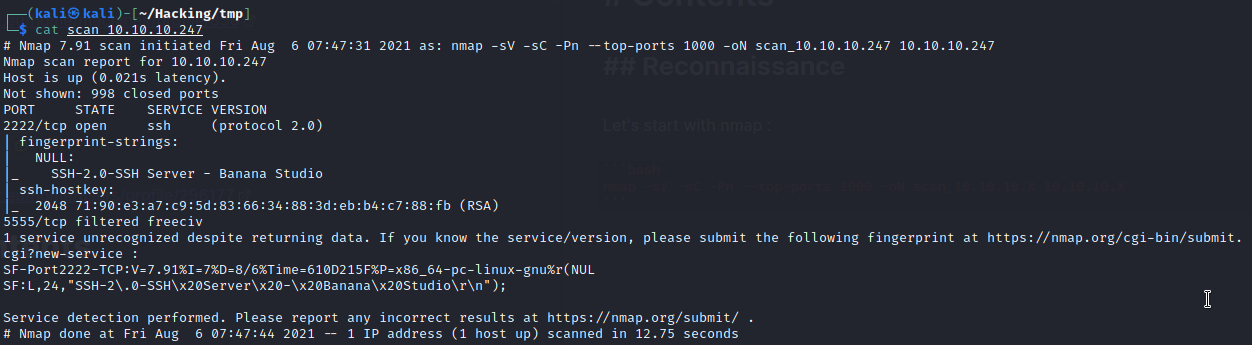 ┌──(kali㉿kali)-[~/Hacking/tmp]
└─$ cat scan_10.10.10.247
# Nmap 7.91 scan initiated Fri Aug  6 07:47:31 2021 as: nmap -sV -sC -Pn --top-ports 1000 -oN scan_10.10.10.247 10.10.10.247
Nmap scan report for 10.10.10.247
Host is up (0.021s latency).
Not shown: 998 closed ports
PORT     STATE    SERVICE VERSION
2222/tcp open     ssh     (protocol 2.0)
| fingerprint-strings:
|   NULL:
|_    SSH-2.0-SSH Server - Banana Studio
| ssh-hostkey:
|_  2048 71:90:e3:a7:c9:5d:83:66:34:88:3d:eb:b4:c7:88:fb (RSA)
5555/tcp filtered freeciv
1 service unrecognized despite returning data. If you know the service/version, please submit the following fingerprint at https://nmap.org/cgi-bin/submit.
cgi?new-service :
SF-Port2222-TCP:V=7.91%I=7%D=8/6%Time=610D215F%P=x86_64-pc-linux-gnu%r(NUL
SF:L,24,"SSH-2\.0-SSH\x20Server\x20-\x20Banana\x20Studio\r\n");
Service detection performed. Please report any incorrect results at https://nmap.org/submit/ .
# Nmap done at Fri Aug  6 07:47:44 2021 -- 1 IP address (1 host up) scanned in 12.75 seconds
# Contents
## Reconnaissance
Let's start with nmap :